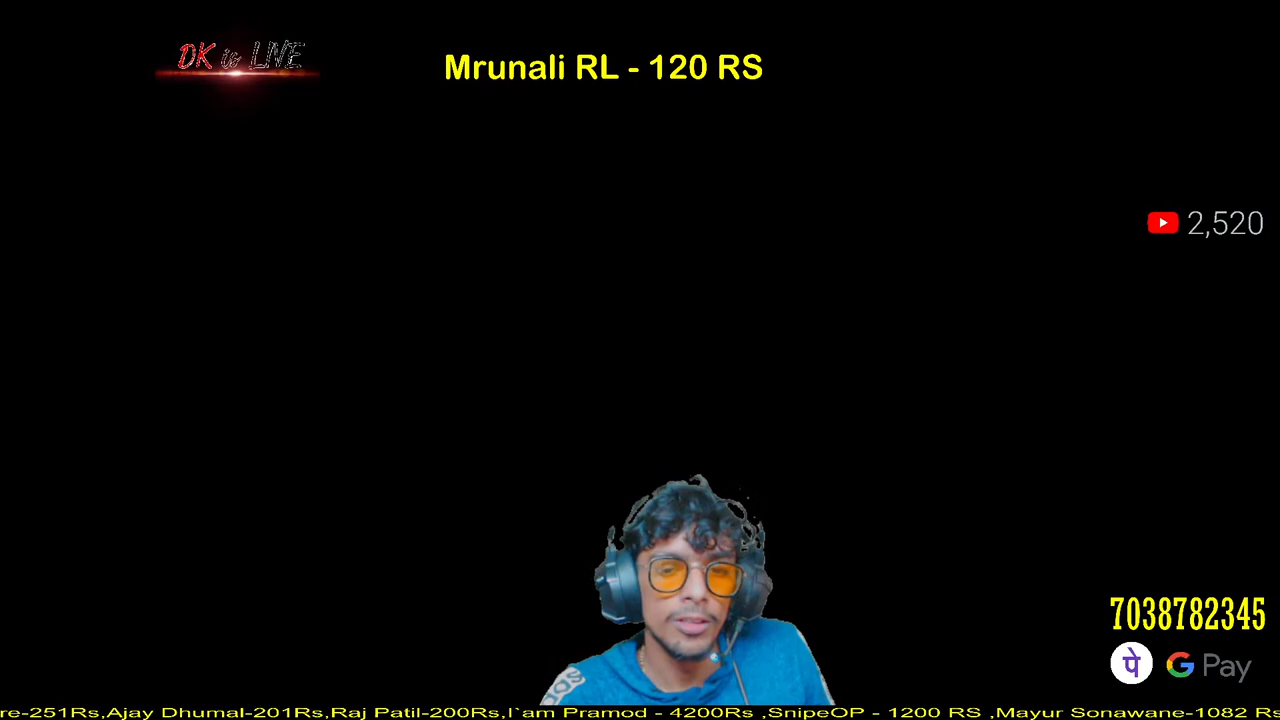 DK is LIVE
Mrunali RL - 120 RS
2,520
7038782345
पे G Pay
re-251Rs,Ajay Dhumal-201Rs,Raj Patil-200Rs,I`am Pramod - 4200Rs ,SnipeOP - 1200 RS ,Mayur Sonawane-1082 Rs